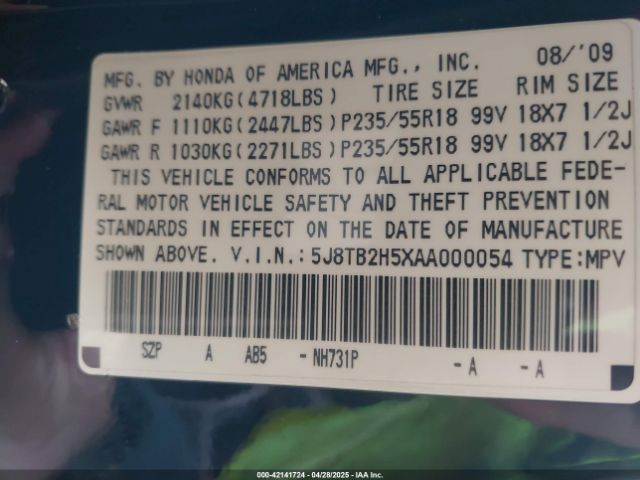 MFG. BY HONDA OF AMERICA MFG., INC. 08/'09
GVWR 2140KG(4718LBS) TIRE SIZE RIM SIZE
GAWR F 1110KG(2447LBS)P235/55R18 99V 18X7 1/2J
GAWR R 1030KG(2271LBS)P235/55R18 99V 18X7 1/2J
THIS VEHICLE CONFORMS TO ALL APPLICABLE FEDE-
RAL MOTOR VEHICLE SAFETY AND THEFT PREVENTION
STANDARDS IN EFFECT ON THE DATE OF MANUFACTURE
SHOWN ABOVE. V.I.N.:5J8TB2H5XAA000054 TYPE:MPV
SZP A AB5 -NH731P -A -A
000-42141724 | 04/28/2025 - IAA Inc.